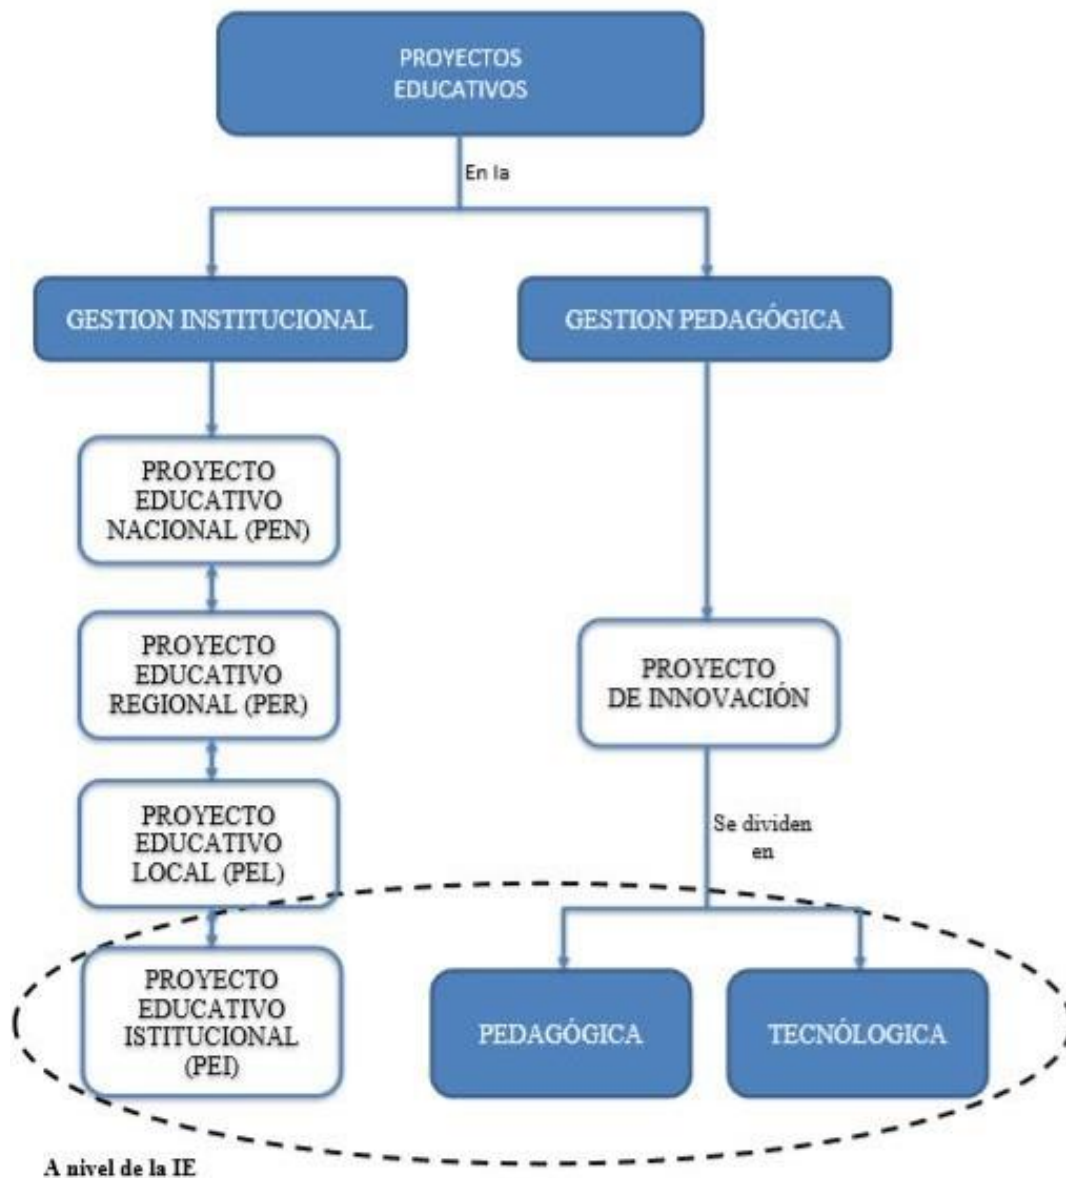 PROYECTOS
EDUCATIVOS
En la
GESTION INSTITUCIONAL
GESTION PEDAGÓGICA
PROYECTO
EDUCATIVO
NACIONAL (PEN)
PROYECTO
EDUCATIVO
REGIONAL (PER)
PROYECTO
DE INNOVACIÓN
PROYECTO
EDUCATIVO
LOCAL (PEL)
Se dividen
en
PROYECTO
EDUCATIVO
ISTITUCIONAL
(PEI)
PEDAGÓGICA
TECNÓLOGICA
A nivel de la IE